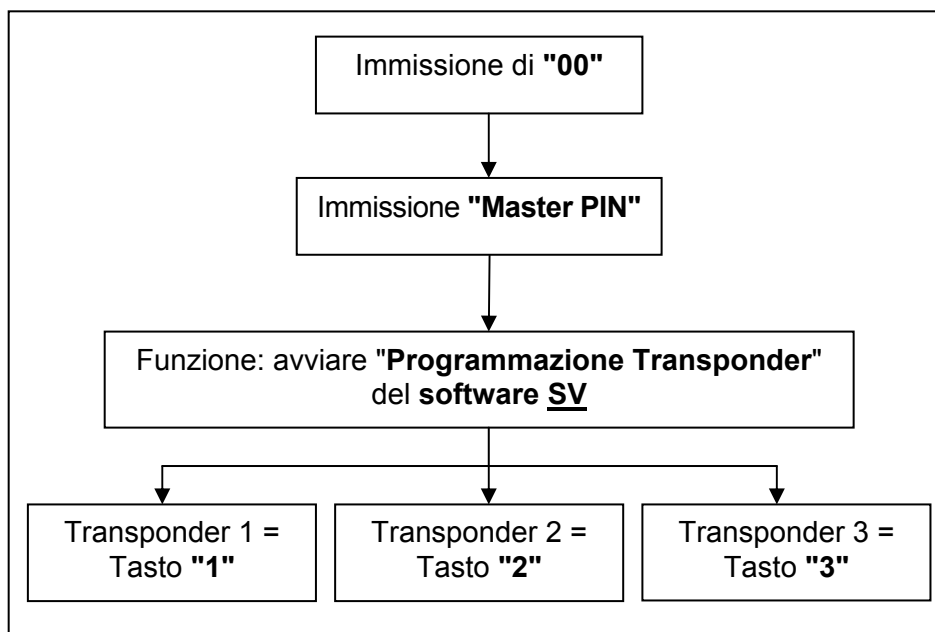 Immissione di "00"
Immissione "Master PIN"
Funzione: avviare "Programmazione Transponder"
del software SV
Transponder 1 =
Tasto "1"
Transponder 2 =
Tasto "2"
Transponder 3 =
Tasto "3"